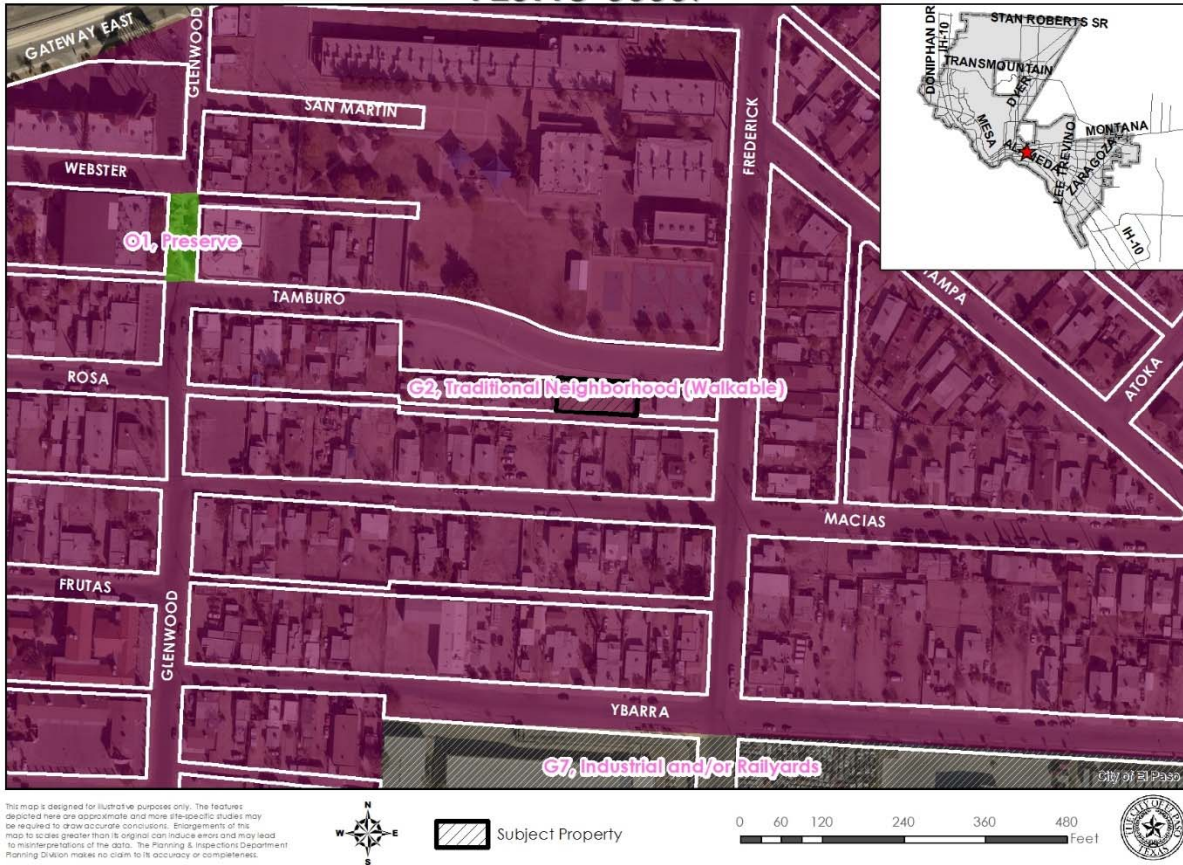 GATEWAY EAST
GLENWOOD
SAN MARTIN
FREDERICK
WEBSTER
O1, Preserve
TAMBURO
TAMPA
ATOKA
ROSA
G2, Traditional Neighborhood (Walkable)
MACIAS
FRUTAS
GLENWOOD
YBARRA
G7, Industrial and/or Railyards
City of El Paso
STAN ROBERTS SR
DONIPHAN DR
IH-10
TRANSMOUNTAIN
DYER
MESA
MONTANA
ALAMEDA
LEE TREVINO
ZARAGOZA
IH-10
This map is designed for illustrative purposes only. The features
depicted here are approximate and more site-specific studies may
be required to draw accurate conclusions. Enlargements of this
map to scales greater than its original can induce errors and may lead
to misinterpretations of the data. The Planning & Inspections Department
Planning Division makes no claim to its accuracy or completeness.
N
W E
S
Subject Property
0 60 120 240 360 480
Feet